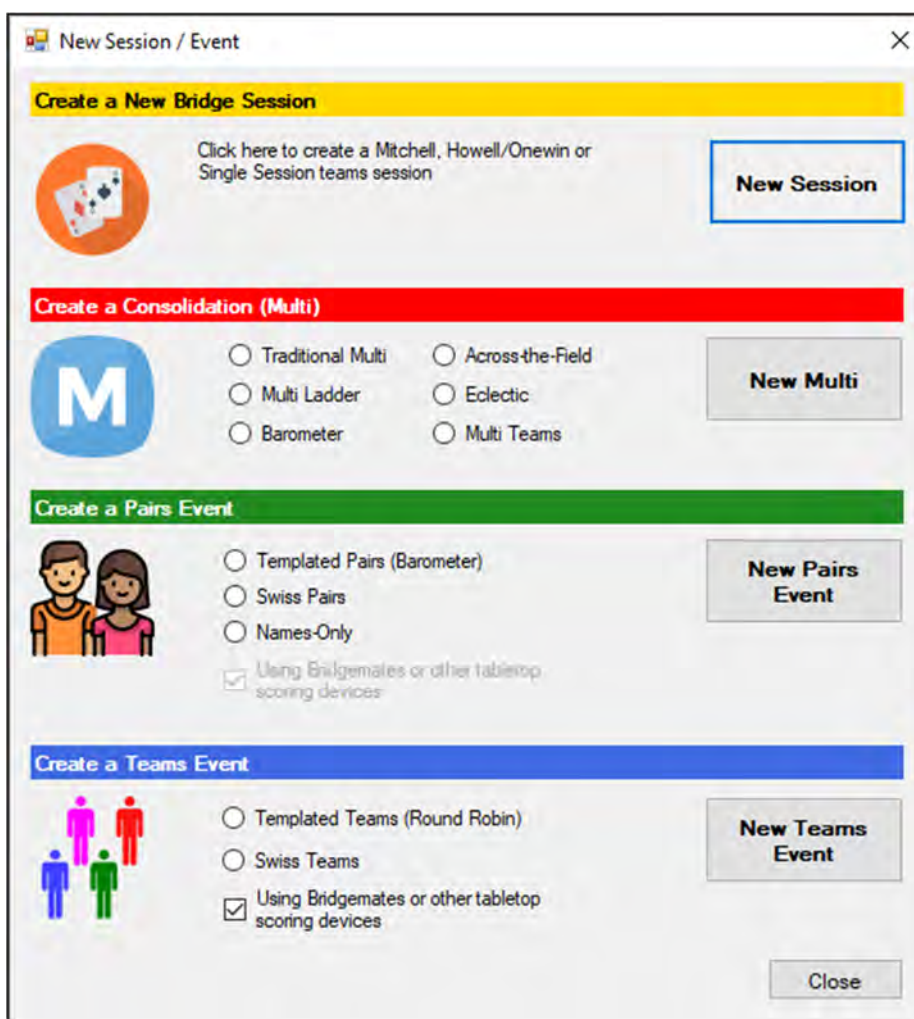 New Session / Event
Create a New Bridge Session
Click here to create a Mitchell, Howell/Onewin or
Single Session teams session
New Session
Create a Consolidation (Multi)
M
Traditional Multi
Across-the-Field
Multi Ladder
Eclectic
Barometer
Multi Teams
New Multi
Create a Pairs Event
Templated Pairs (Barometer)
Swiss Pairs
Names-Only
Using Bridgemates or other tabletop
scoring devices
New Pairs
Event
Create a Teams Event
Templated Teams (Round Robin)
Swiss Teams
Using Bridgemates or other tabletop
scoring devices
New Teams
Event
Close